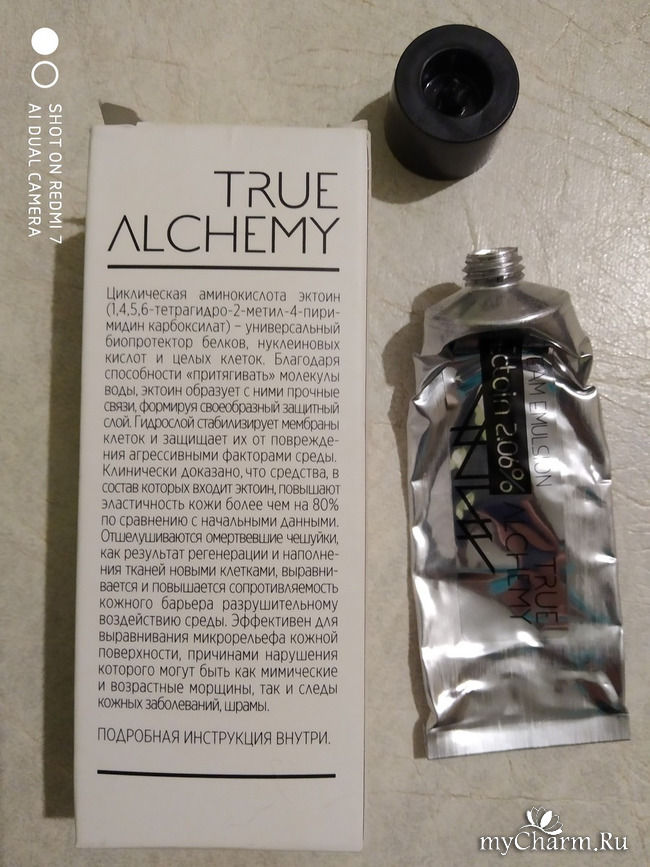 SHOT ON REDMI 7
AI DUAL CAMERA
TRUE
ALCHEMY
Циклическая аминокислота эктоин
(1,4,5,6-тетрагидро-2-метил-4-пири-
мидин карбоксилат) – универсальный
биопротектор белков, нуклеиновых
кислот и целых клеток. Благодаря
способности «притягивать» молекулы
воды, эктоин образует с ними прочные
связи, формируя своеобразный защитный
слой. Гидрослой стабилизирует мембраны
клеток и защищает их от поврежде-
ния агрессивными факторами среды.
Клинически доказано, что средства, в
состав которых входит эктоин, повышают
эластичность кожи более чем на 80%
по сравнению с начальными данными.
Отшелушиваются омертвевшие чешуйки,
как результат регенерации и наполне-
ния тканей новыми клетками, выравни-
вается и повышается сопротивляемость
кожного барьера разрушительному
воздействию среды. Эффективен для
выравнивания микрорельефа кожной
поверхности, причинами нарушения
которого могут быть как мимические
и возрастные морщины, так и следы
кожных заболеваний, шрамы.
ПОДРОБНАЯ ИНСТРУКЦИЯ ВНУТРИ.
EMULSION
Ectoin 2.06%
TRUE
ALCHEMY
myCharm.Ru